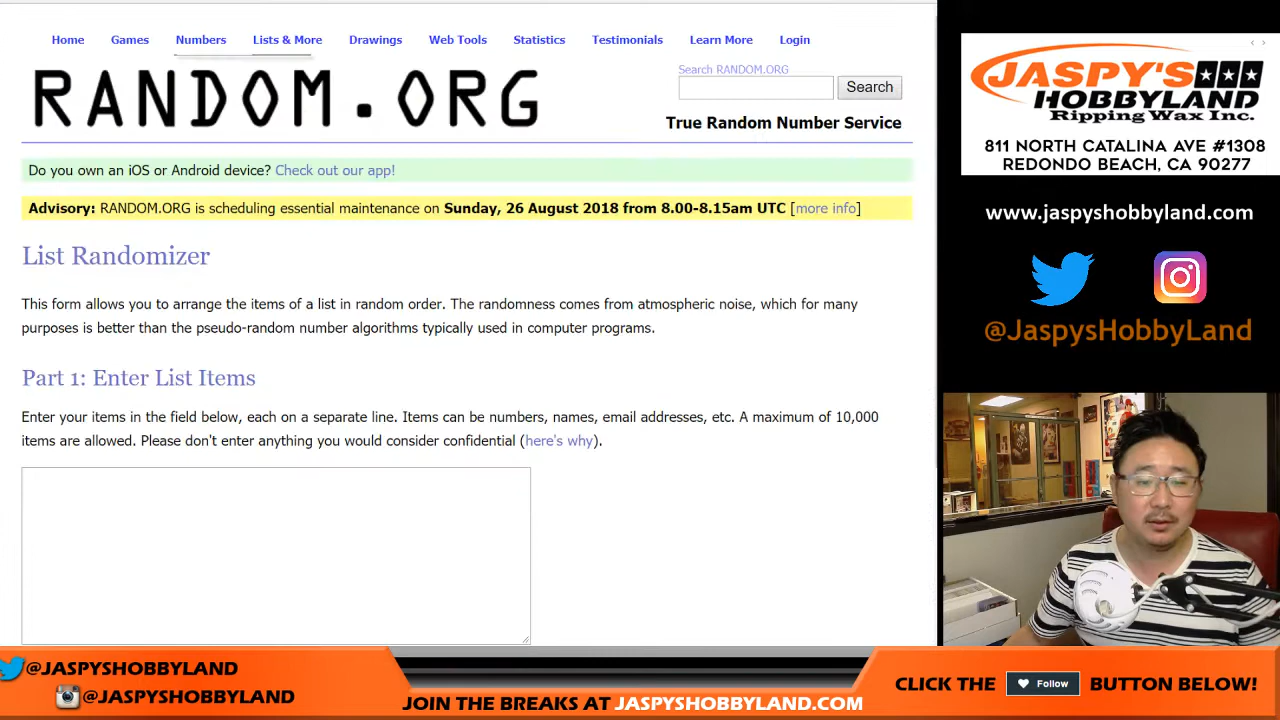 Home Games Numbers Lists & More Drawings Web Tools Statistics Testimonials Learn More Login
RANDOM.ORG
Search RANDOM.ORG
Search
True Random Number Service
Do you own an iOS or Android device? Check out our app!
Advisory: RANDOM.ORG is scheduling essential maintenance on Sunday, 26 August 2018 from 8.00-8.15am UTC [more info]
List Randomizer
This form allows you to arrange the items of a list in random order. The randomness comes from atmospheric noise, which for many
purposes is better than the pseudo-random number algorithms typically used in computer programs.
Part 1: Enter List Items
Enter your items in the field below, each on a separate line. Items can be numbers, names, email addresses, etc. A maximum of 10,000
items are allowed. Please don't enter anything you would consider confidential (here's why).
JASPY'S
HOBBYLAND
Ripping Wax Inc.
811 NORTH CATALINA AVE #1308
REDONDO BEACH, CA 90277
www.jaspyshobbyland.com
@JaspysHobbyLand
@JASPYSHOBBYLAND
@JASPYSHOBBYLAND
JOIN THE BREAKS AT JASPYSHOBBYLAND.COM
CLICK THE Follow BUTTON BELOW!